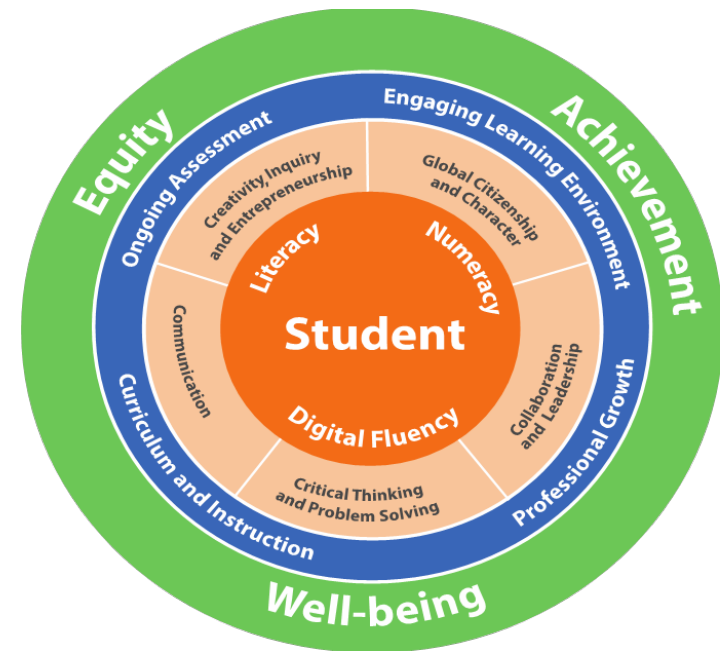 Equity
Achievement
Well-being
Ongoing Assessment
Engaging Learning Environment
Professional Growth
Curriculum and Instruction
Creativity, Inquiry
and Entrepreneurship
Global Citizenship
and Character
Collaboration
and Leadership
Critical Thinking
and Problem Solving
Communication
Literacy
Numeracy
Student
Digital Fluency